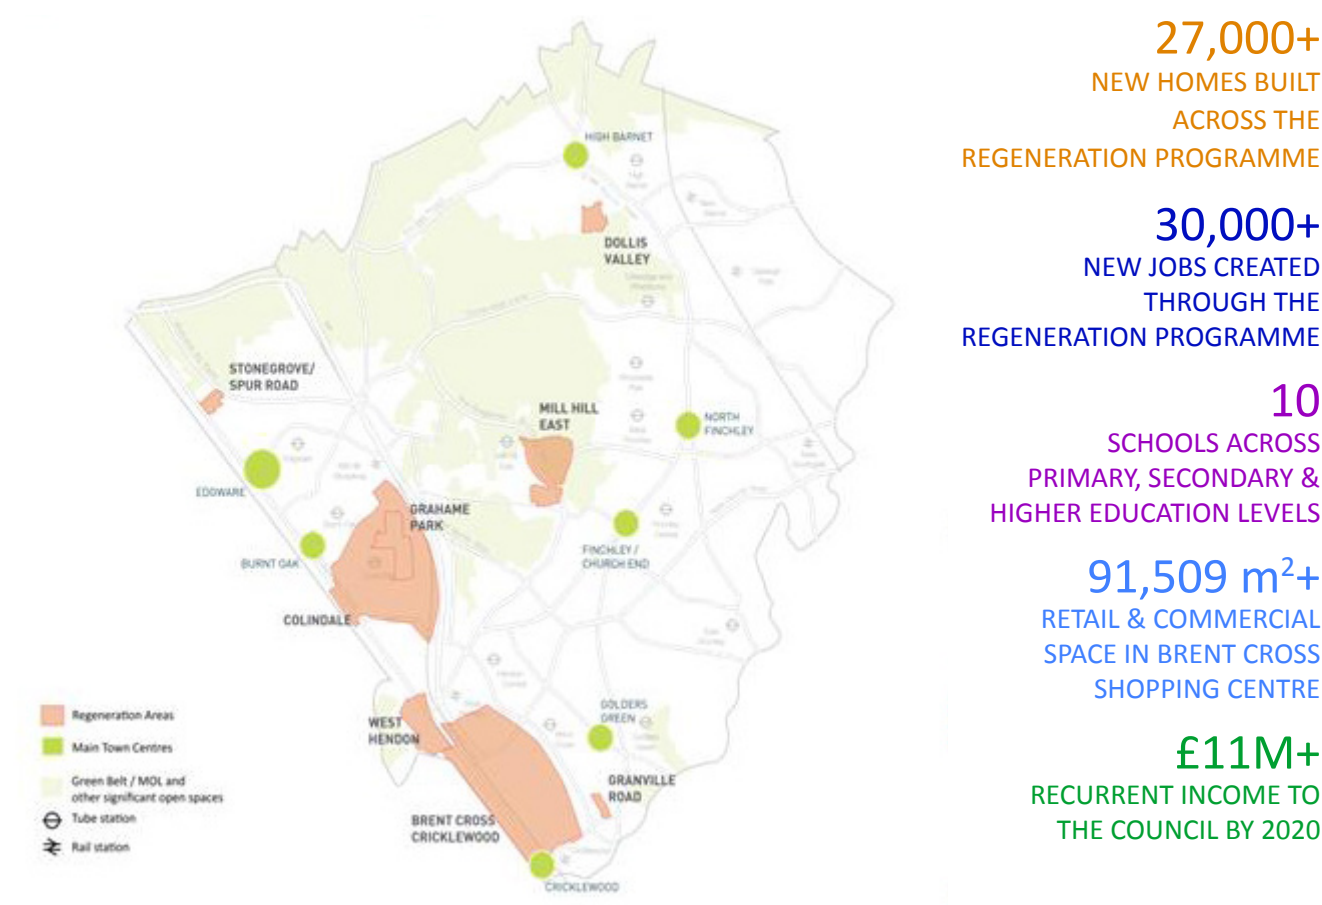 27,000+
NEW HOMES BUILT
ACROSS THE
REGENERATION PROGRAMME
30,000+
NEW JOBS CREATED
THROUGH THE
REGENERATION PROGRAMME
10
SCHOOLS ACROSS
PRIMARY, SECONDARY &
HIGHER EDUCATION LEVELS
91,509 m²+
RETAIL & COMMERCIAL
SPACE IN BRENT CROSS
SHOPPING CENTRE
£11M+
RECURRENT INCOME TO
THE COUNCIL BY 2020
HIGH BARNET
DOLLIS
VALLEY
STONEGROVE/
SPUR ROAD
MILL HILL
EAST
NORTH
FINCHLEY
EDGWARE
GRAHAME
PARK
BURNT OAK
FINCHLEY /
CHURCH END
COLINDALE
WEST
HENDON
GOLDERS
GREEN
GRANVILLE
ROAD
BRENT CROSS
CRICKLEWOOD
CRICKLEWOOD
Regeneration Areas
Main Town Centres
Green Belt / MOL and
other significant open spaces
Tube station
Rail station